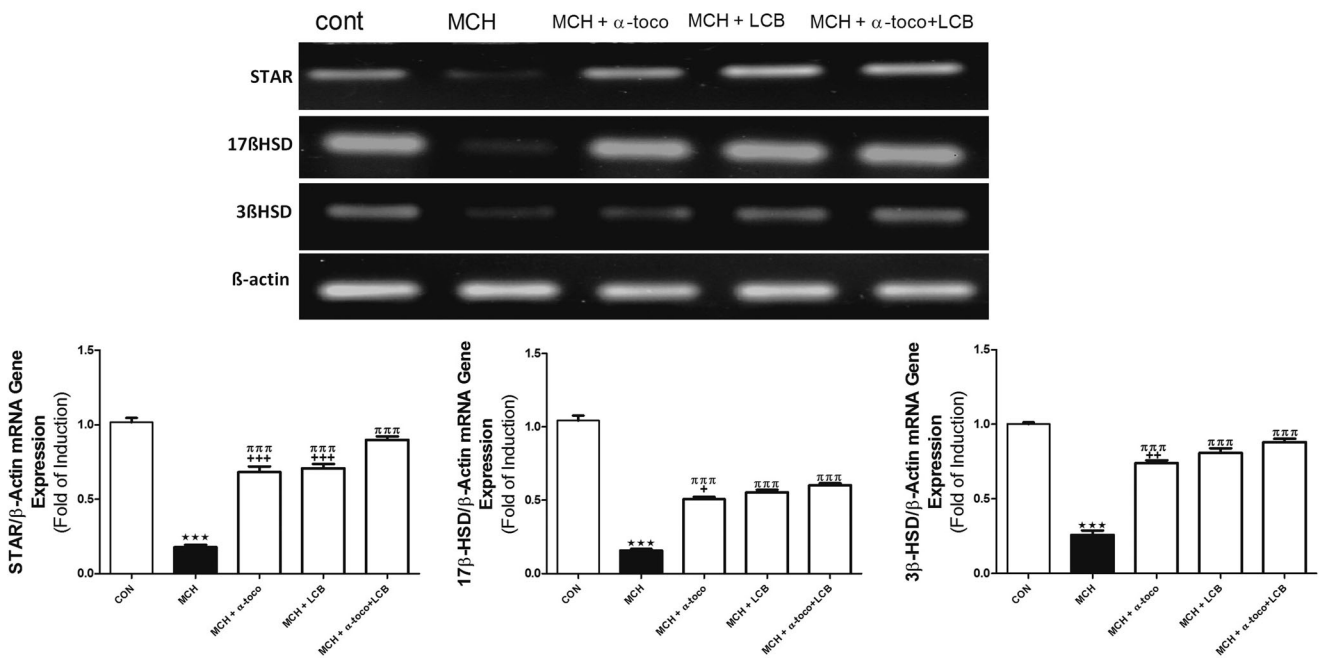 cont MCH MCH + α-toco MCH + LCB MCH + α-toco+LCB
STAR
17ßHSD
3ßHSD
ß-actin
STAR/β-Actin mRNA Gene
Expression
(Fold of Induction)
1.5
1.0
0.5
0.0
★★★
πππ
+++
πππ
+++
πππ
CON
MCH
MCH + α-toco
MCH + LCB
MCH + α-toco+LCB
17β-HSD/β-Actin mRNA Gene
Expression
(Fold of Induction)
1.5
1.0
0.5
0.0
★★★
πππ
+
πππ
πππ
CON
MCH
MCH + α-toco
MCH + LCB
MCH + α-toco+LCB
3β-HSD/β-Actin mRNA Gene
Expression
(Fold of Induction)
1.5
1.0
0.5
0.0
★★★
πππ
++
πππ
πππ
CON
MCH
MCH + α-toco
MCH + LCB
MCH + α-toco+LCB